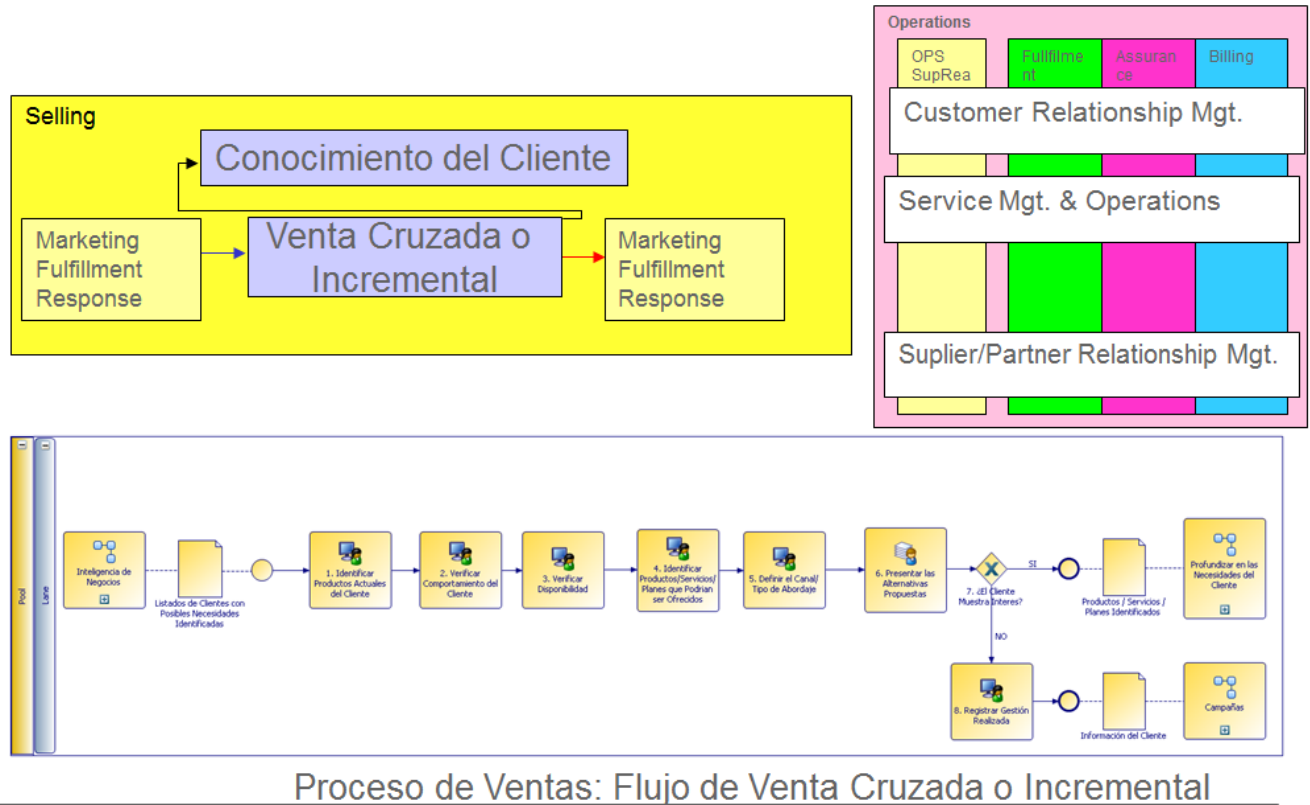 Operations
OPS
SupRea
Fullfilme
nt
Assuran
ce
Billing
Customer Relationship Mgt.
Service Mgt. & Operations
Suplier/Partner Relationship Mgt.
Selling
Conocimiento del Cliente
Marketing
Fulfillment
Response
Venta Cruzada o
Incremental
Marketing
Fulfillment
Response
Pool
Lane
Inteligencia de
Negocios
Listados de Clientes con
Posibles Necesidades
Identificadas
1. Identificar
Productos Actuales
del Cliente
2. Verificar
Comportamiento del
Cliente
3. Verificar
Disponibilidad
4. Identificar
Productos/Servicios/
Planes que Podrian
ser Ofrecidos
5. Definir el Canal/
Tipo de Abordaje
6. Presentar las
Alternativas
Propuestas
7. ¿El Cliente
Muestra Interes?
SI
NO
Productos / Servicios /
Planes Identificados
Profundizar en las
Necesidades del
Cliente
8. Registrar Gestión
Realizada
Información del Cliente
Campañas
Proceso de Ventas: Flujo de Venta Cruzada o Incremental